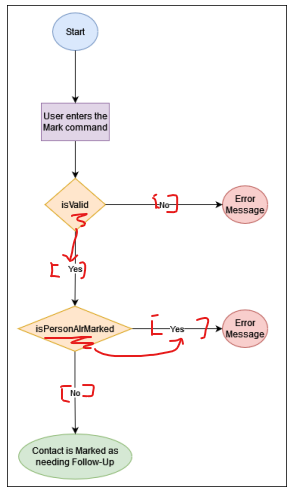 Start
User enters the
Mark command
isValid
[No]
Error
Message
[Yes]
isPersonAlrMarked
[Yes]
Error
Message
[No]
Contact is Marked as
needing Follow-Up